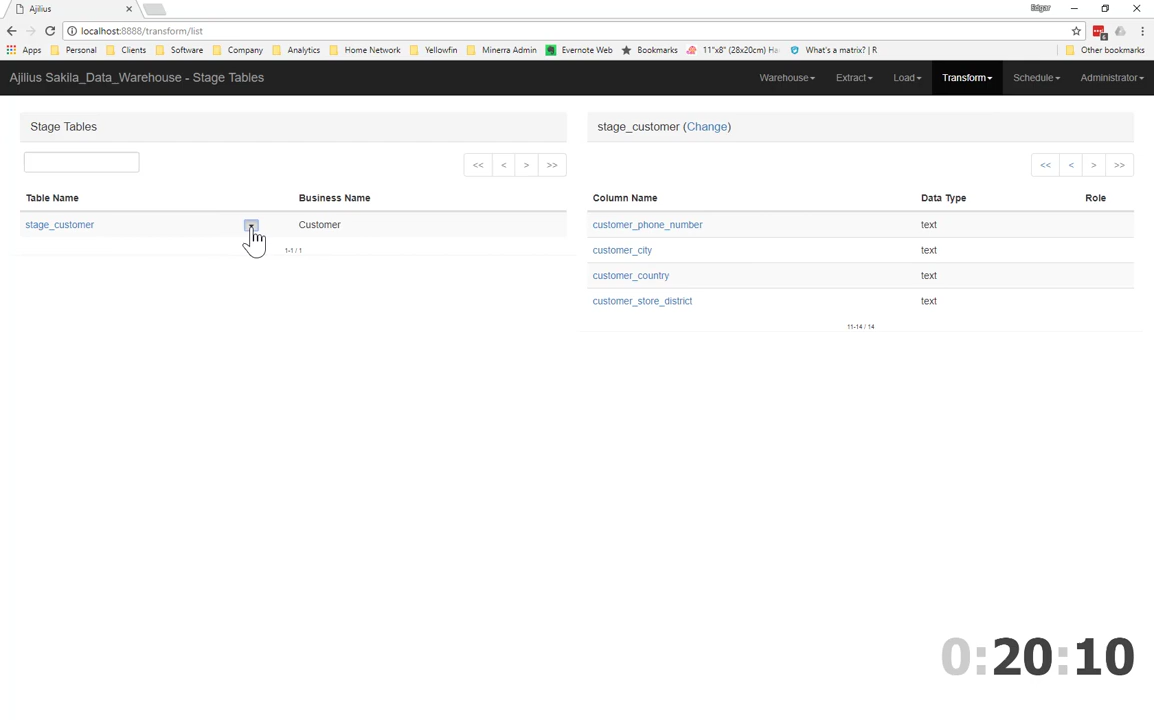 Ajilius
Edgar
localhost:8888/transform/list
Apps Personal Clients Software Company Analytics Home Network Yellowfin Minerra Admin Evernote Web Bookmarks 11"x8" (28x20cm) Ha What's a matrix? | R Other bookmarks
Ajilius Sakila_Data_Warehouse - Stage Tables
Warehouse Extract Load Transform Schedule Administrator
Stage Tables
<< < > >>
Table Name Business Name
stage_customer Customer
1-1 / 1
stage_customer (Change)
<< < > >>
Column Name Data Type Role
customer_phone_number text
customer_city text
customer_country text
customer_store_district text
11-14 / 14
0:20:10